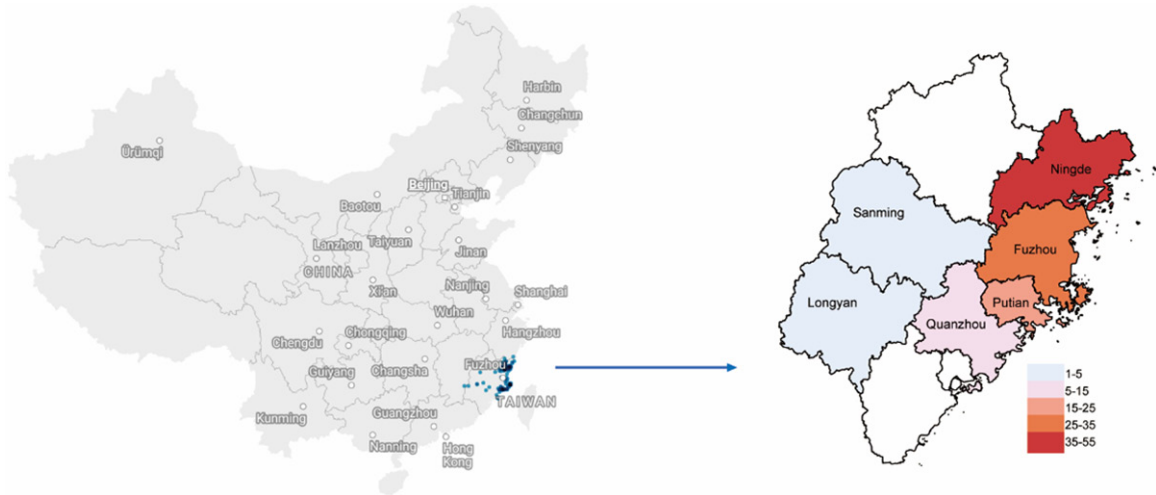 Harbin
Changchun
Ürümqi
Shenyang
Beijing
Tianjin
Baotou
Lanzhou
Taiyuan
Jinan
CHINA
Xi'an
Nanjing
Shanghai
Wuhan
Hangzhou
Chengdu
Chongqing
Guiyang
Changsha
Fuzhou
TAIWAN
Kunming
Guangzhou
Nanning
Hong
Kong
Ningde
Sanming
Fuzhou
Longyan
Putian
Quanzhou
1-5
5-15
15-25
25-35
35-55